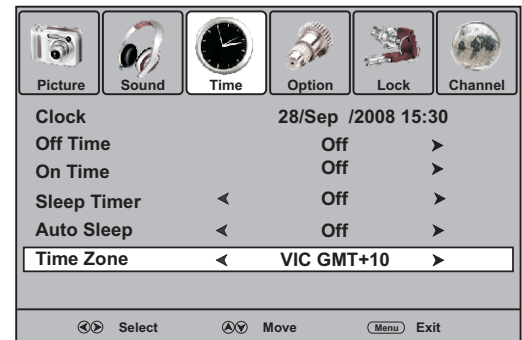 Picture Sound Time Option Lock Channel
Clock 28/Sep /2008 15:30
Off Time Off
On Time Off
Sleep Timer Off
Auto Sleep Off
Time Zone VIC GMT+10
Select Move Menu Exit